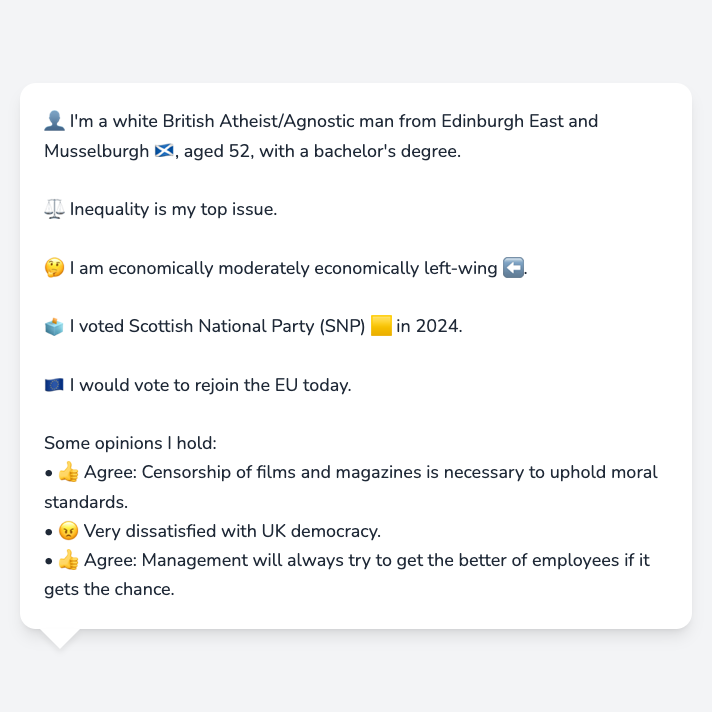 👤 I'm a white British Atheist/Agnostic man from Edinburgh East and
Musselburgh 🏴󠁧󠁢󠁳󠁣󠁴󠁿, aged 52, with a bachelor's degree.
⚖️ Inequality is my top issue.
🤔 I am economically moderately economically left-wing ⬅️.
🗳️ I voted Scottish National Party (SNP) 🟨 in 2024.
🇪🇺 I would vote to rejoin the EU today.
Some opinions I hold:
• 👍 Agree: Censorship of films and magazines is necessary to uphold moral
standards.
• 😠 Very dissatisfied with UK democracy.
• 👍 Agree: Management will always try to get the better of employees if it
gets the chance.